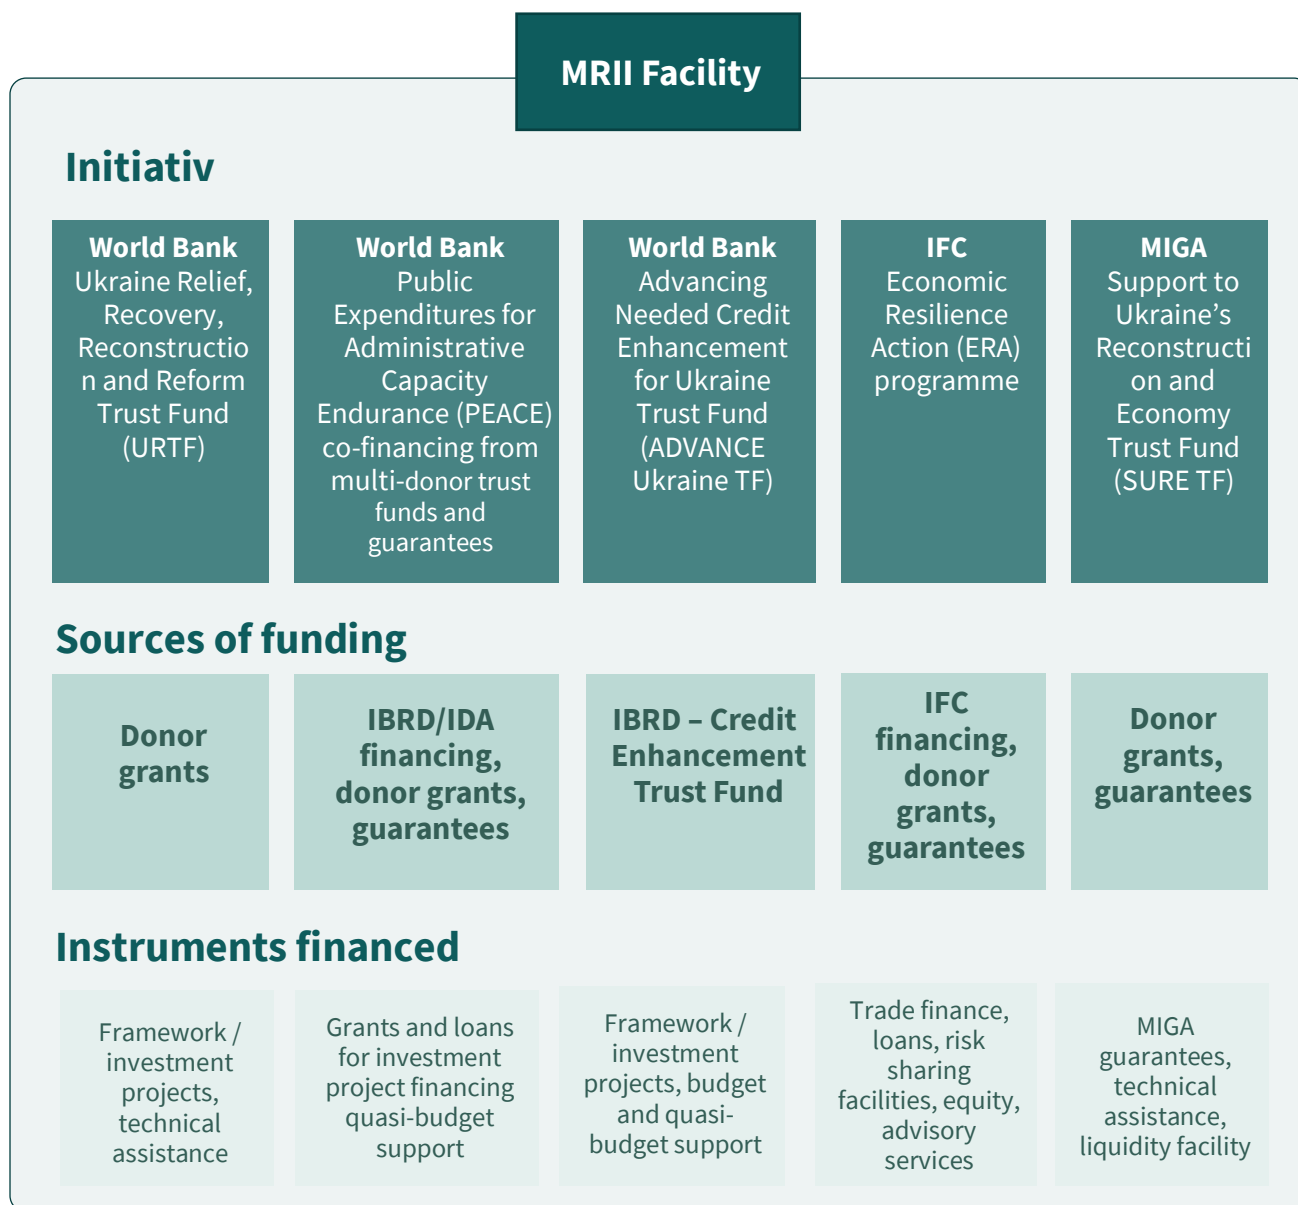 MRII Facility
Initiativ
World Bank
Ukraine Relief,
Recovery,
Reconstructio
n and Reform
Trust Fund
(URTF)
World Bank
Public
Expenditures for
Administrative
Capacity
Endurance (PEACE)
co-financing from
multi-donor trust
funds and
guarantees
World Bank
Advancing
Needed Credit
Enhancement
for Ukraine
Trust Fund
(ADVANCE
Ukraine TF)
IFC
Economic
Resilience
Action (ERA)
programme
MIGA
Support to
Ukraine’s
Reconstructi
on and
Economy
Trust Fund
(SURE TF)
Sources of funding
Donor
grants
IBRD/IDA
financing,
donor grants,
guarantees
IBRD – Credit
Enhancement
Trust Fund
IFC
financing,
donor
grants,
guarantees
Donor
grants,
guarantees
Instruments financed
Framework /
investment
projects,
technical
assistance
Grants and loans
for investment
project financing
quasi-budget
support
Framework /
investment
projects, budget
and quasi-
budget support
Trade finance,
loans, risk
sharing
facilities, equity,
advisory
services
MIGA
guarantees,
technical
assistance,
liquidity facility